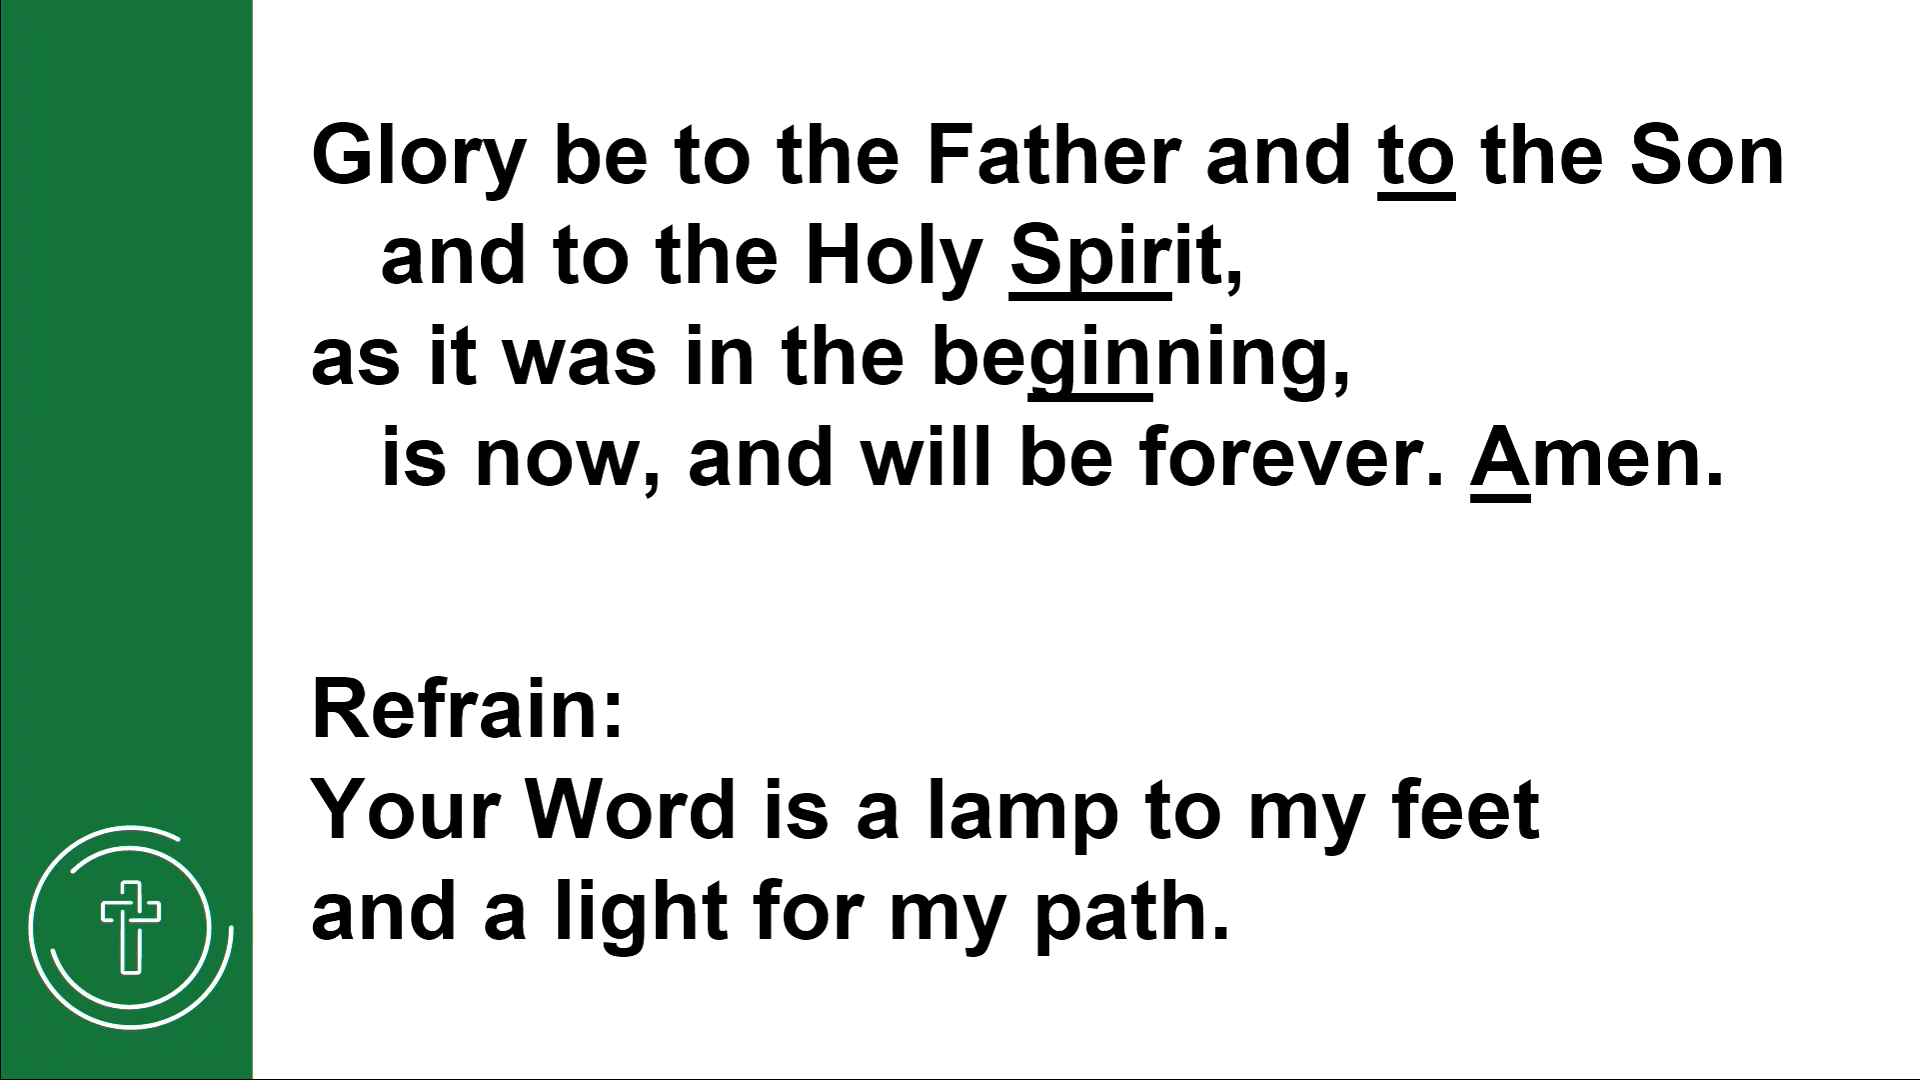 Glory be to the Father and to the Son
and to the Holy Spirit,
as it was in the beginning,
is now, and will be forever. Amen.
Refrain:
Your Word is a lamp to my feet
and a light for my path.